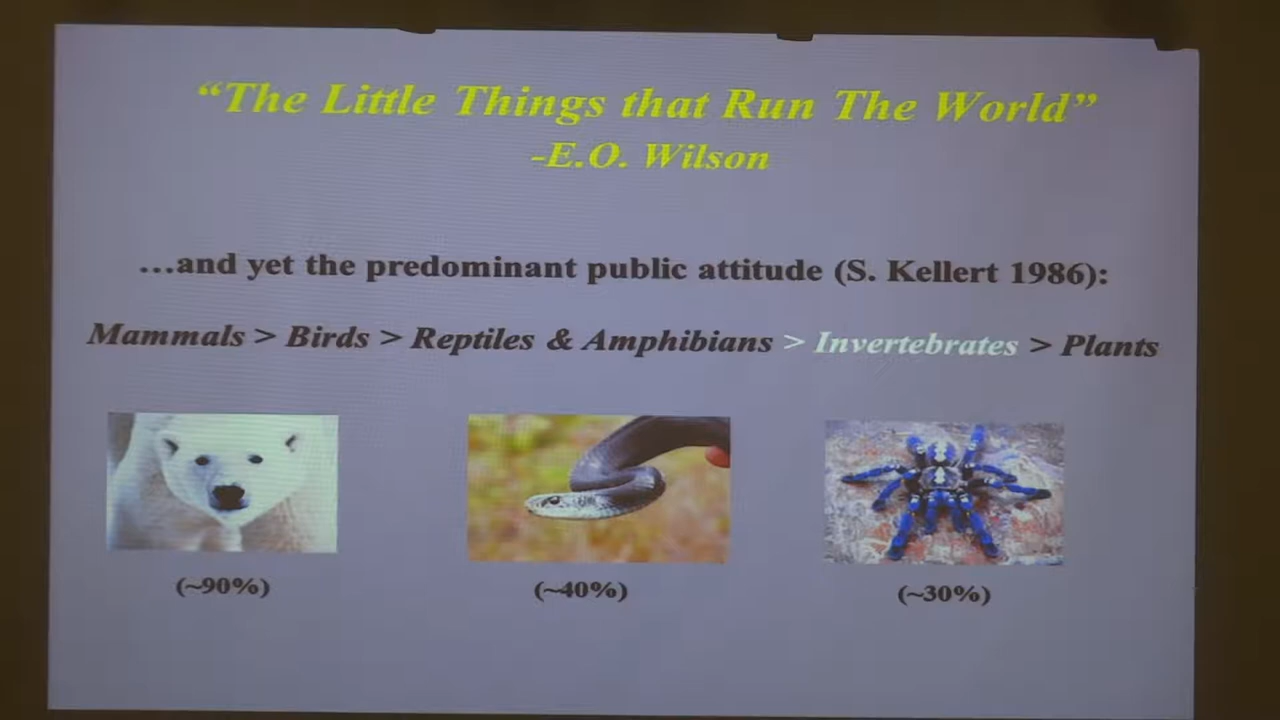 “The Little Things that Run The World”
-E.O. Wilson
...and yet the predominant public attitude (S. Kellert 1986):
Mammals > Birds > Reptiles & Amphibians > Invertebrates > Plants
(~90%)
(~40%)
(~30%)